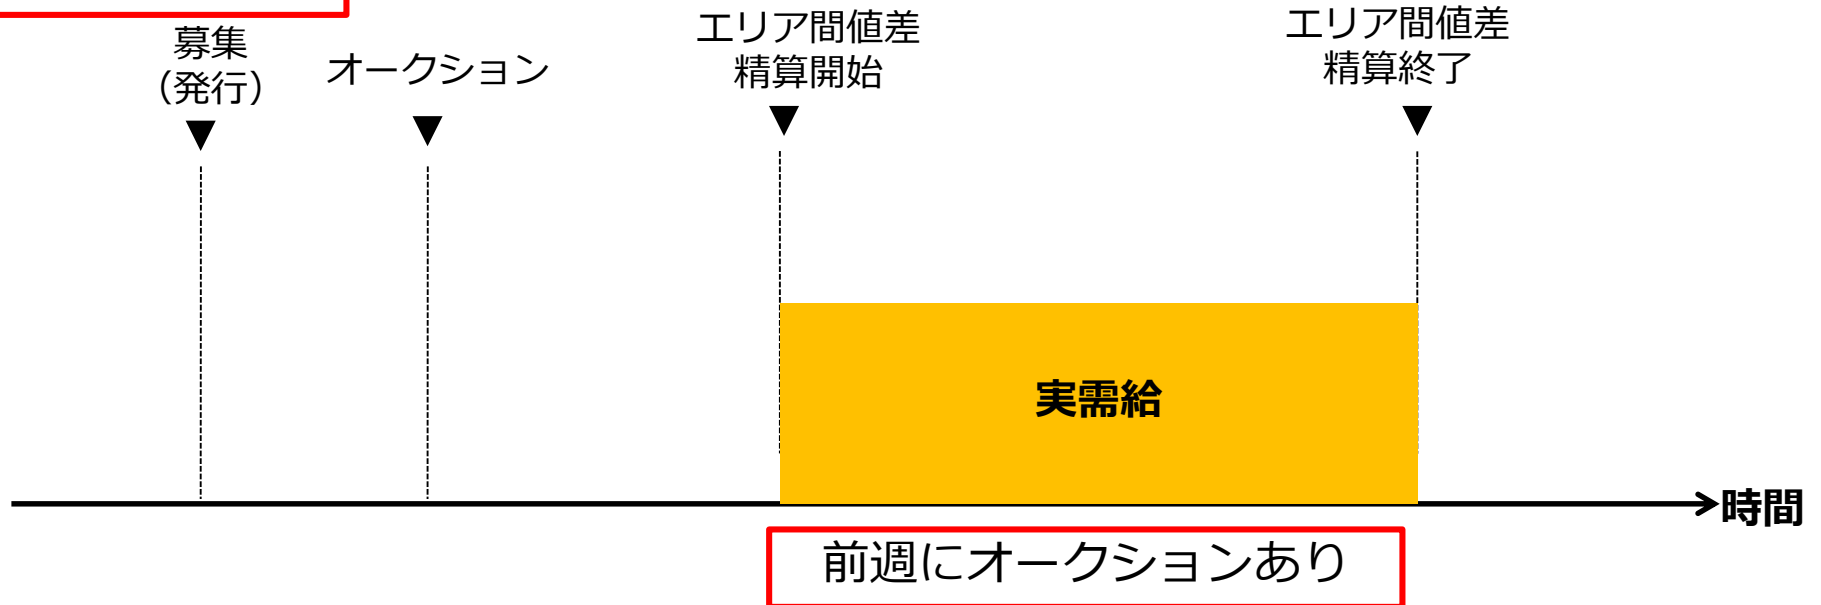 募集
（発行）
オークション
エリア間値差
精算開始
エリア間値差
精算終了
実需給
時間
前週にオークションあり